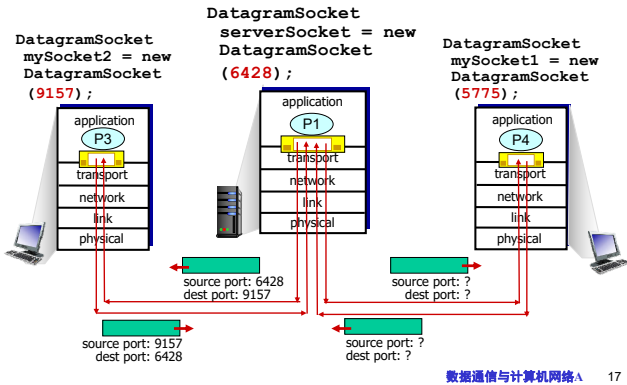 DatagramSocket
serverSocket = new
DatagramSocket
(6428);
DatagramSocket
mySocket2 = new
DatagramSocket
(9157);
DatagramSocket
mySocket1 = new
DatagramSocket
(5775);
application
P3
transport
network
link
physical
application
P1
transport
network
link
physical
application
P4
transport
network
link
physical
source port: 6428
dest port: 9157
source port: ?
dest port: ?
source port: 9157
dest port: 6428
source port: ?
dest port: ?
数据通信与计算机网络A 17